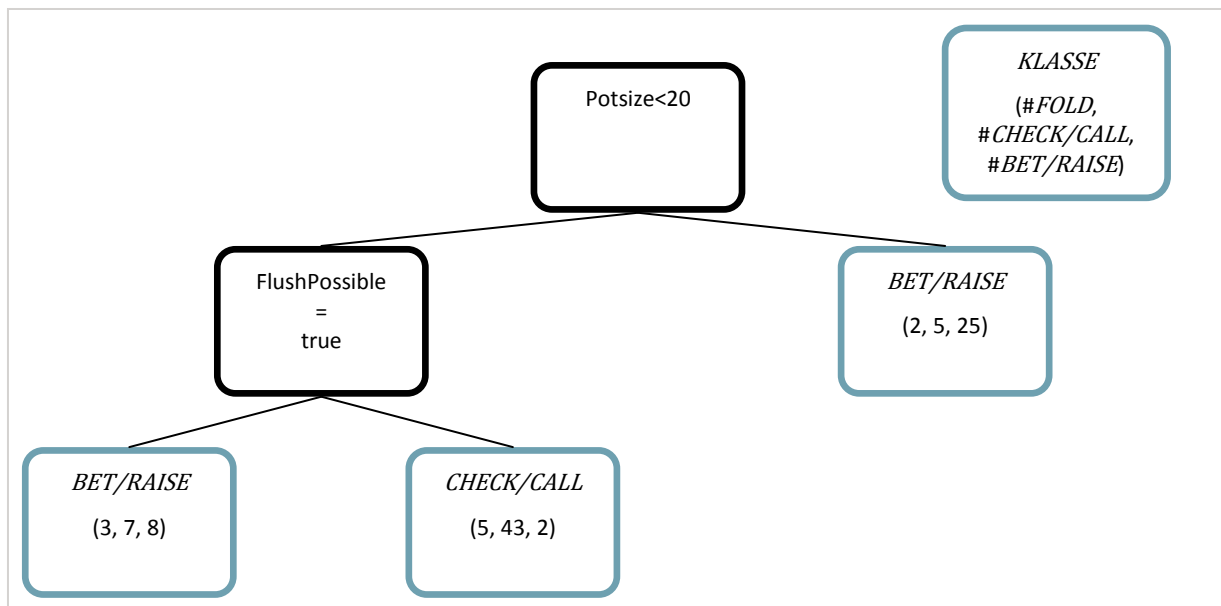 KLASSE
(#FOLD,
#CHECK/CALL,
#BET/RAISE)
Potsize<20
FlushPossible
=
true
BET/RAISE
(2, 5, 25)
BET/RAISE
(3, 7, 8)
CHECK/CALL
(5, 43, 2)